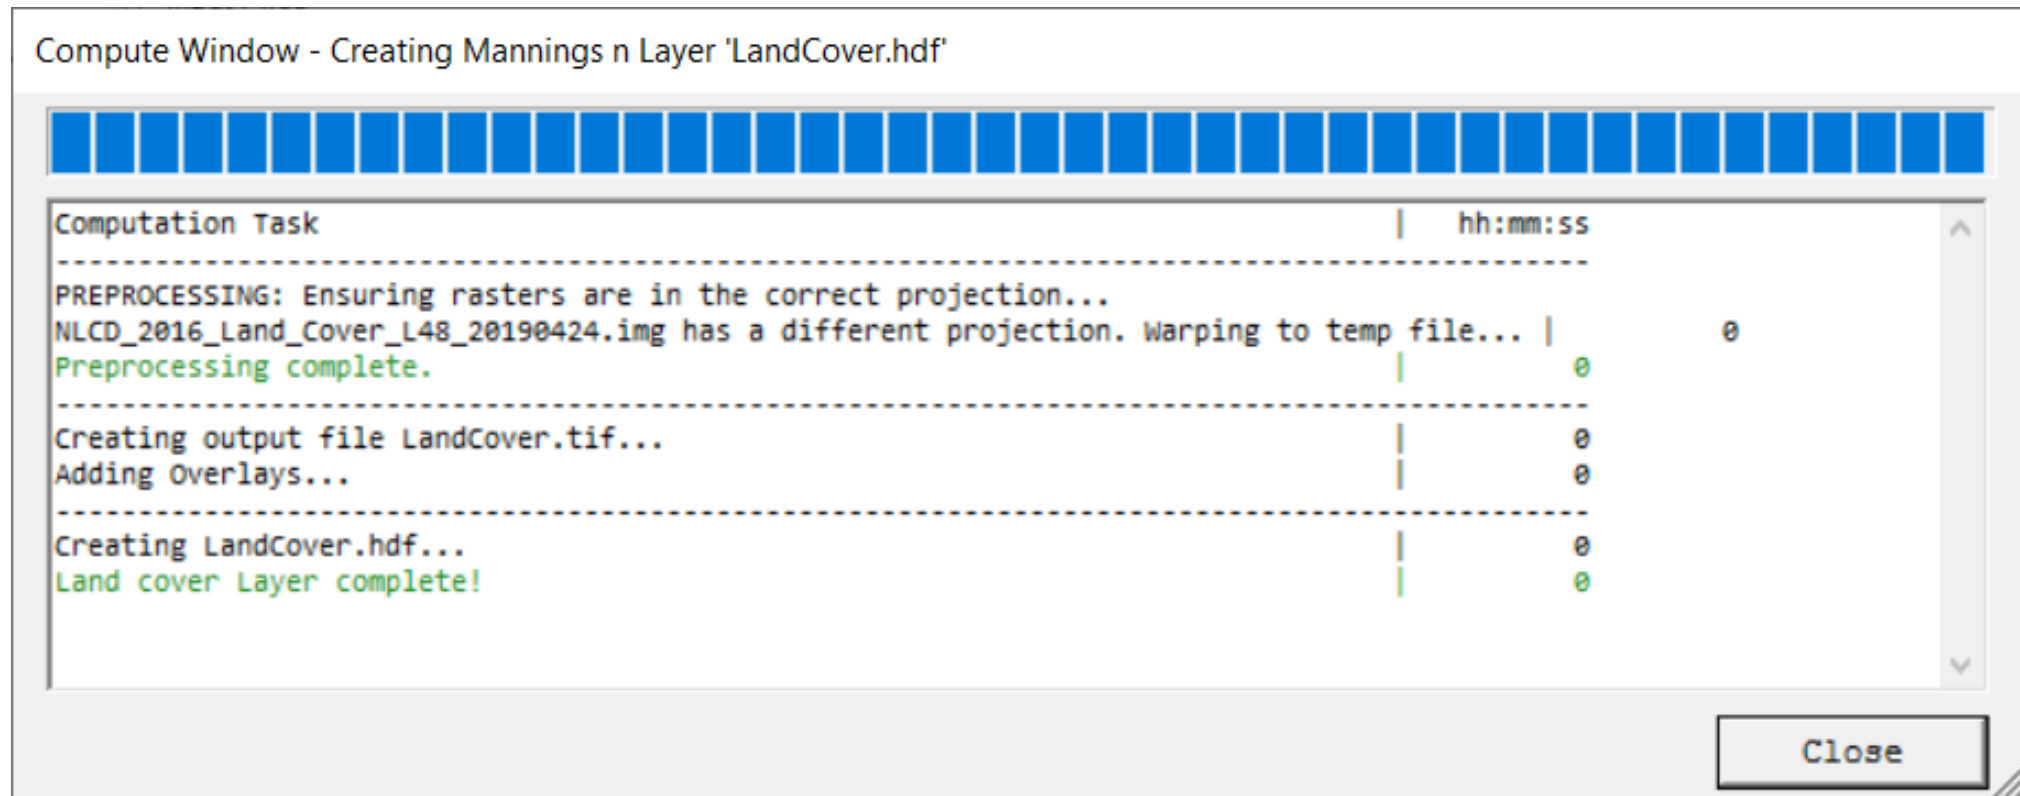 Compute Window - Creating Mannings n Layer 'LandCover.hdf'
Computation Task | hh:mm:ss
PREPROCESSING: Ensuring rasters are in the correct projection...
NLCD_2016_Land_Cover_L48_20190424.img has a different projection. Warping to temp file... | 0
Preprocessing complete. | 0
Creating output file LandCover.tif... | 0
Adding Overlays... | 0
Creating LandCover.hdf... | 0
Land cover Layer complete! | 0
Close